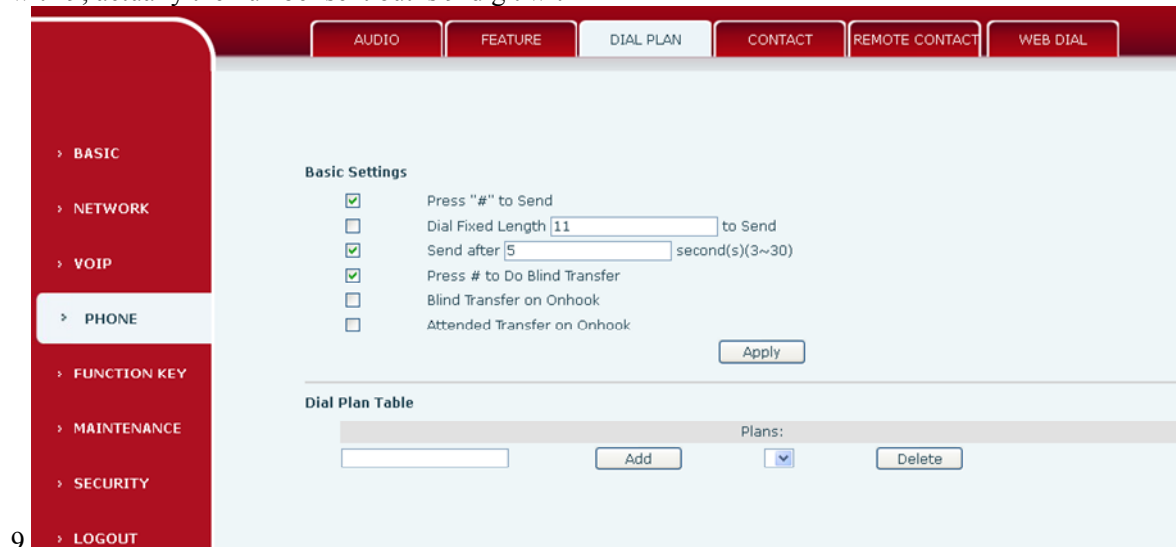 AUDIO FEATURE DIAL PLAN CONTACT REMOTE CONTACT WEB DIAL
› BASIC
› NETWORK
› VOIP
› PHONE
› FUNCTION KEY
› MAINTENANCE
› SECURITY
› LOGOUT
Basic Settings
Press "#" to Send
Dial Fixed Length 11 to Send
Send after 5 second(s)(3~30)
Press # to Do Blind Transfer
Blind Transfer on Onhook
Attended Transfer on Onhook
Apply
Dial Plan Table
Plans:
Add Delete
9